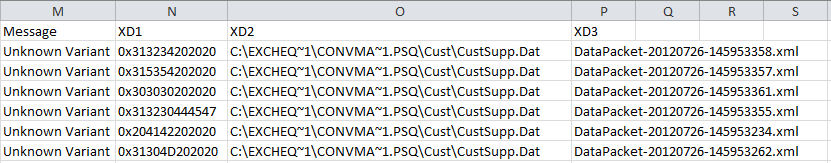 M N O P Q R S
Message XD1 XD2 XD3
Unknown Variant 0x313234202020 C:\EXCHEQ~1\CONVMA~1.PSQ\Cust\CustSupp.Dat DataPacket-20120726-145953358.xml
Unknown Variant 0x315354202020 C:\EXCHEQ~1\CONVMA~1.PSQ\Cust\CustSupp.Dat DataPacket-20120726-145953357.xml
Unknown Variant 0x303030202020 C:\EXCHEQ~1\CONVMA~1.PSQ\Cust\CustSupp.Dat DataPacket-20120726-145953361.xml
Unknown Variant 0x313230444547 C:\EXCHEQ~1\CONVMA~1.PSQ\Cust\CustSupp.Dat DataPacket-20120726-145953355.xml
Unknown Variant 0x204142202020 C:\EXCHEQ~1\CONVMA~1.PSQ\Cust\CustSupp.Dat DataPacket-20120726-145953234.xml
Unknown Variant 0x31304D202020 C:\EXCHEQ~1\CONVMA~1.PSQ\Cust\CustSupp.Dat DataPacket-20120726-145953262.xml